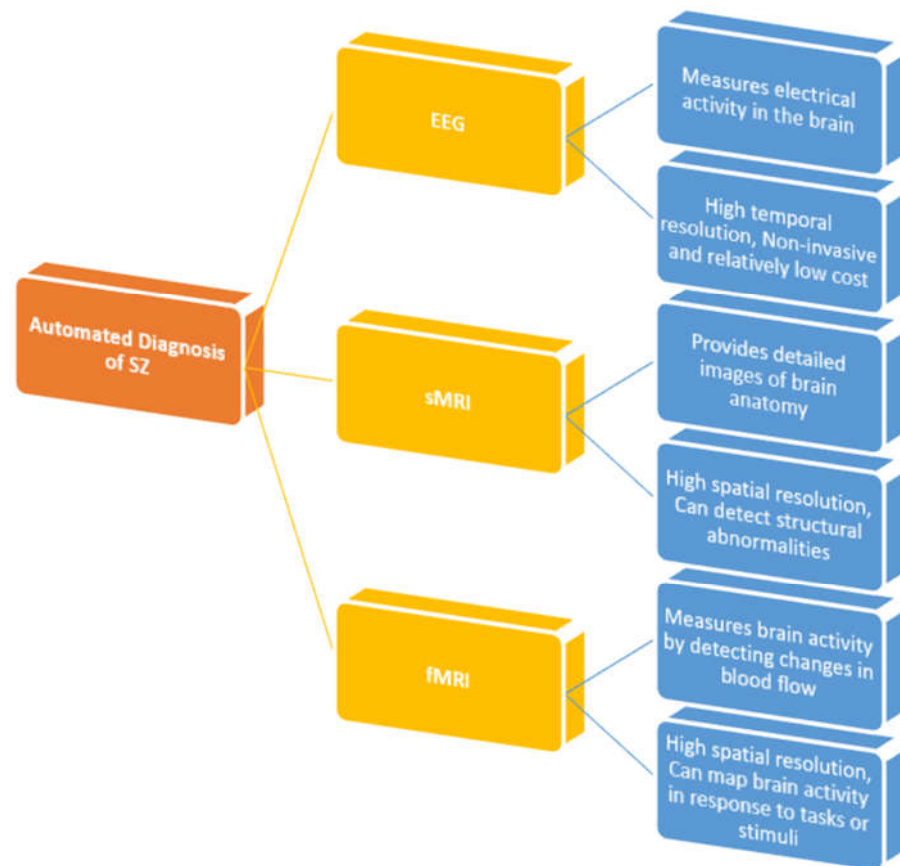 Automated Diagnosis
of SZ
EEG
Measures electrical
activity in the brain
High temporal
resolution, Non-invasive
and relatively low cost
sMRI
Provides detailed
images of brain
anatomy
High spatial resolution,
Can detect structural
abnormalities
fMRI
Measures brain activity
by detecting changes in
blood flow
High spatial resolution,
Can map brain activity
in response to tasks or
stimuli